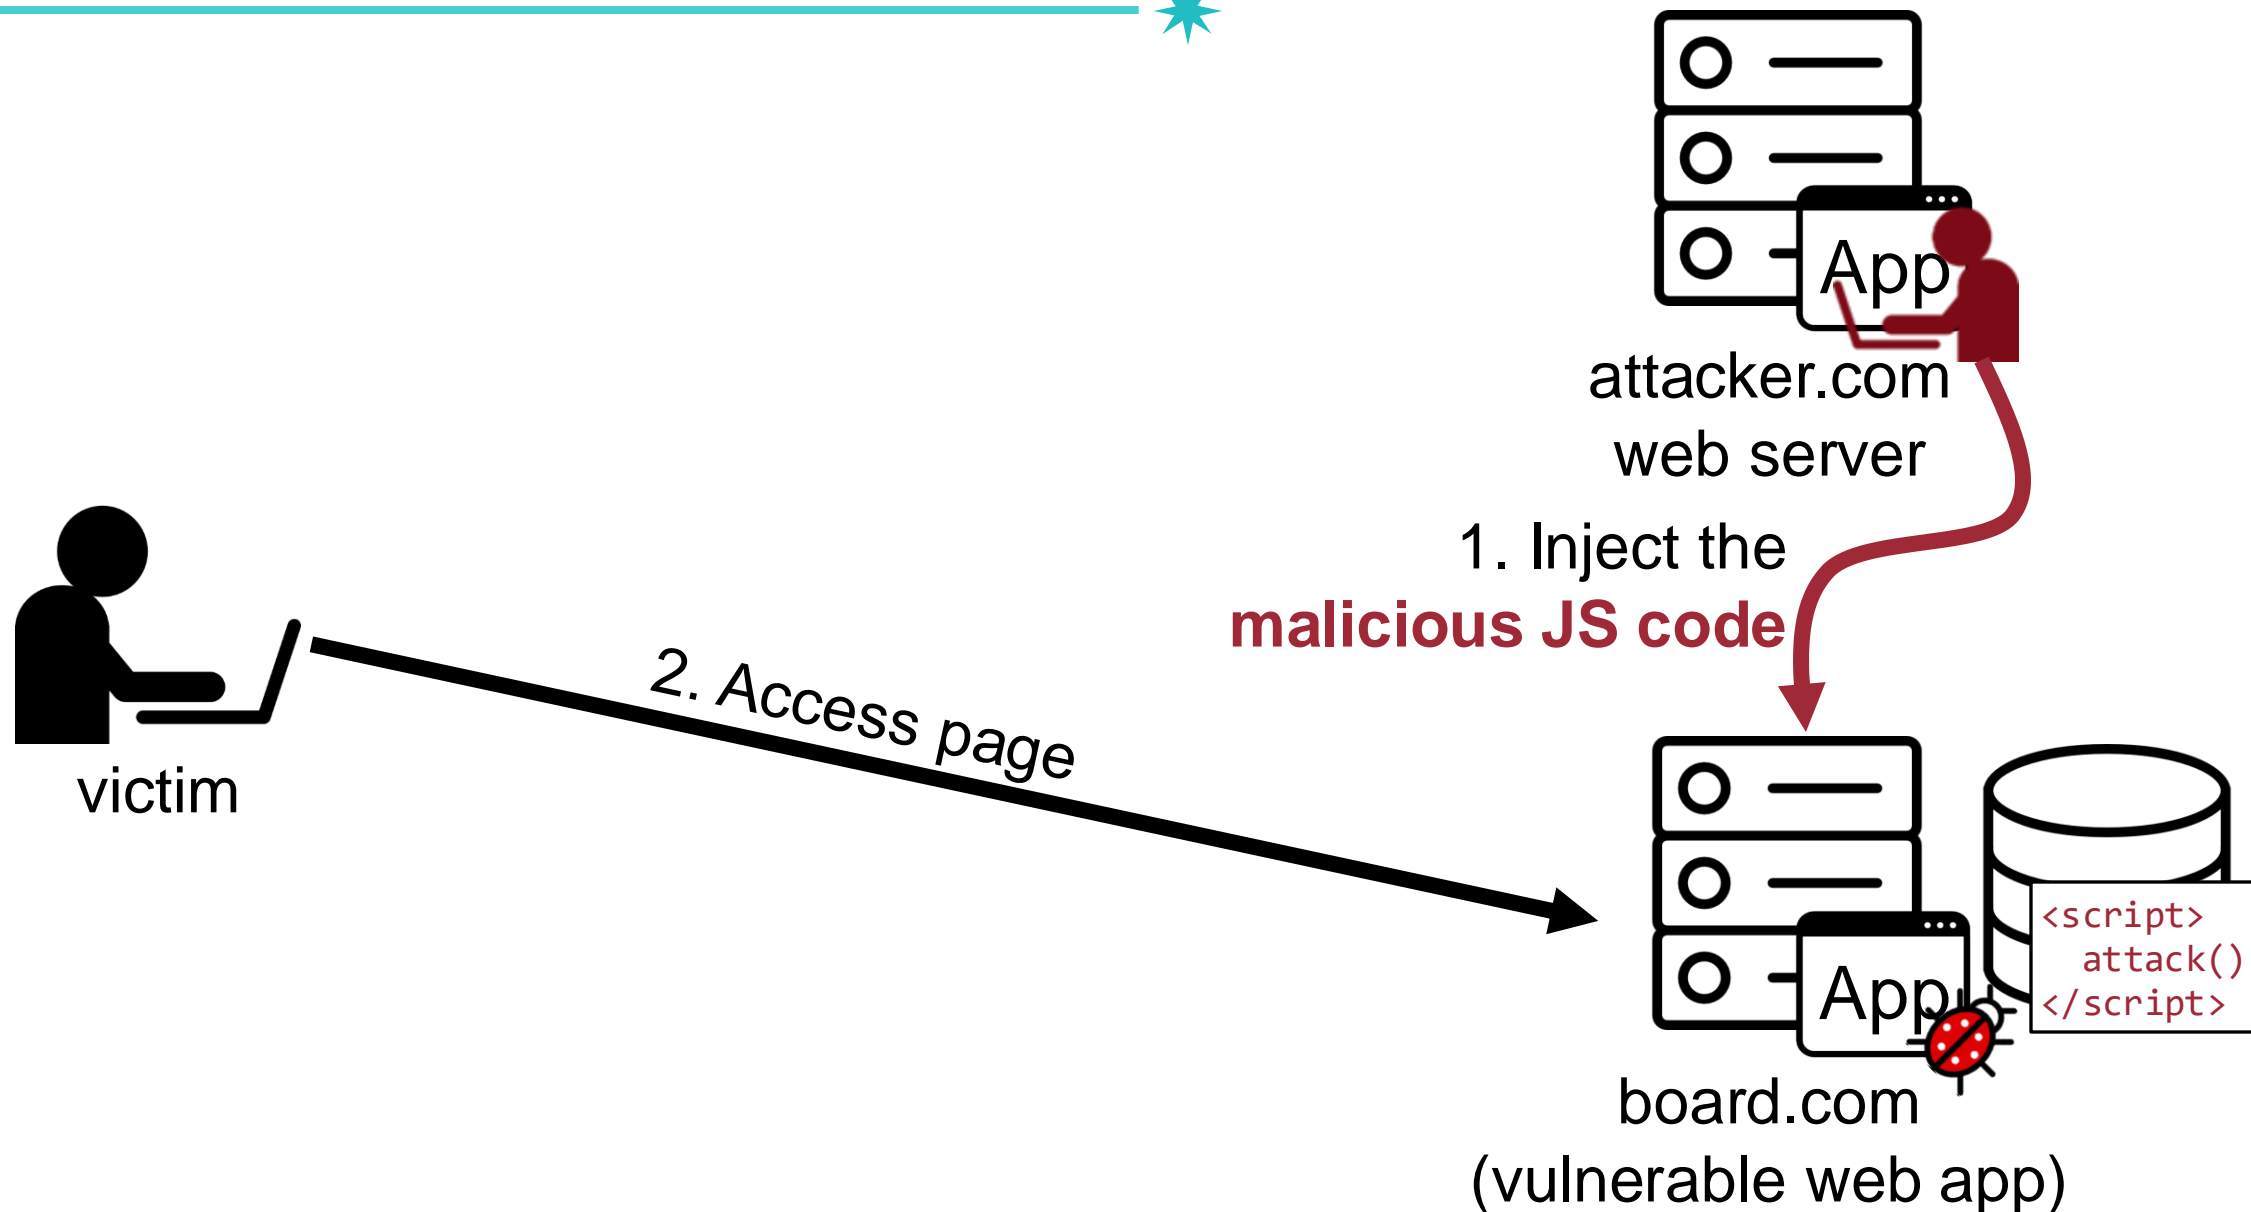 App
attacker.com
web server
1. Inject the
malicious JS code
2. Access page
victim
<script>
attack()
</script>
App
board.com
(vulnerable web app)